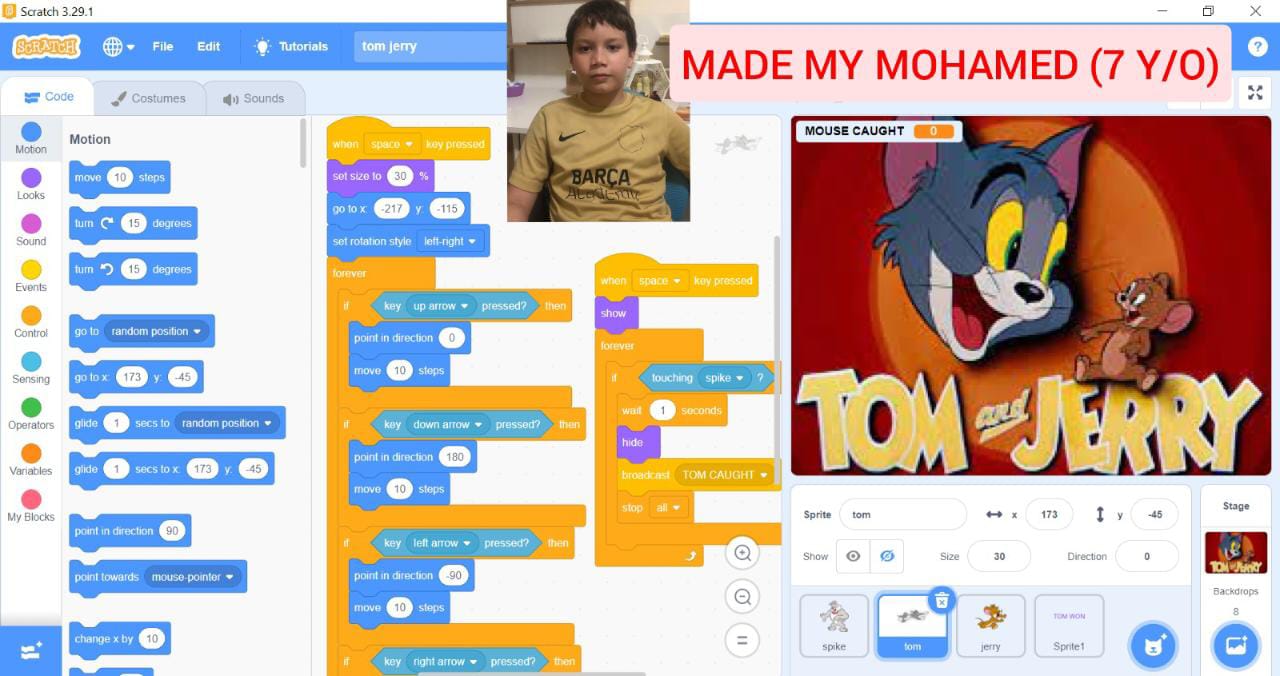 Scratch 3.29.1
SCRATCH
File
Edit
Tutorials
tom jerry
MADE MY MOHAMED (7 Y/O)
?
Code
Costumes
Sounds
BARÇA
Academy
Motion
Looks
Sound
Events
Control
Sensing
Operators
Variables
My Blocks
Motion
move 10 steps
turn 15 degrees
turn 15 degrees
go to random position
go to x: 173 y: -45
glide 1 secs to random position
glide 1 secs to x: 173 y: -45
point in direction 90
point towards mouse-pointer
change x by 10
when space key pressed
set size to 30 %
go to x: -217 y: -115
set rotation style left-right
forever
if key up arrow pressed? then
point in direction 0
move 10 steps
if key down arrow pressed? then
point in direction 180
move 10 steps
if key left arrow pressed? then
point in direction -90
move 10 steps
if key right arrow pressed? then
when space key pressed
show
forever
if touching spike ?
wait 1 seconds
hide
broadcast TOM CAUGHT
stop all
MOUSE CAUGHT 0
TOM and JERRY
Sprite tom x 173 y -45
Show Size 30 Direction 0
spike
tom
jerry
TOM WON
Sprite1
Stage
TOM and JERRY
Backdrops
8